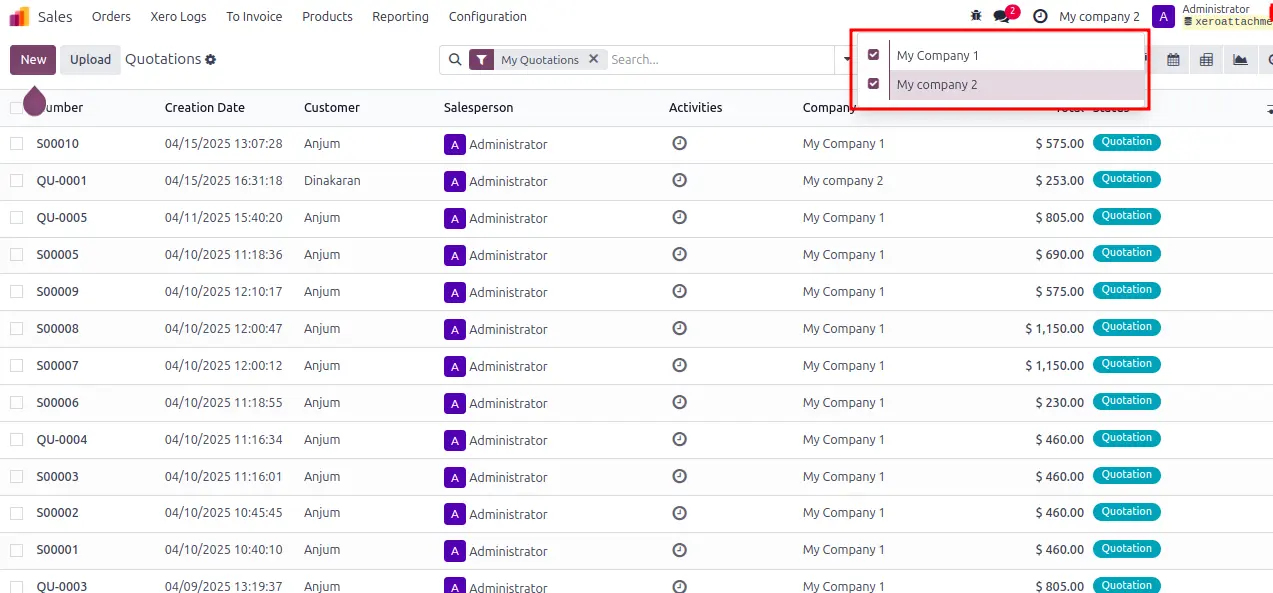 Sales Orders Xero Logs To Invoice Products Reporting Configuration 2 My company 2 A Administrator
xeroattachme
New Upload Quotations My Quotations Search...
My Company 1
My company 2
umber Creation Date Customer Salesperson Activities Company Total Status
S00010 04/15/2025 13:07:28 Anjum A Administrator My Company 1 $ 575.00 Quotation
QU-0001 04/15/2025 16:31:18 Dinakaran A Administrator My company 2 $ 253.00 Quotation
QU-0005 04/11/2025 15:40:20 Anjum A Administrator My Company 1 $ 805.00 Quotation
S00005 04/10/2025 11:18:36 Anjum A Administrator My Company 1 $ 690.00 Quotation
S00009 04/10/2025 12:10:17 Anjum A Administrator My Company 1 $ 575.00 Quotation
S00008 04/10/2025 12:00:47 Anjum A Administrator My Company 1 $ 1,150.00 Quotation
S00007 04/10/2025 12:00:12 Anjum A Administrator My Company 1 $ 1,150.00 Quotation
S00006 04/10/2025 11:18:55 Anjum A Administrator My Company 1 $ 230.00 Quotation
QU-0004 04/10/2025 11:16:34 Anjum A Administrator My Company 1 $ 460.00 Quotation
S00003 04/10/2025 11:16:01 Anjum A Administrator My Company 1 $ 460.00 Quotation
S00002 04/10/2025 10:45:45 Anjum A Administrator My Company 1 $ 460.00 Quotation
S00001 04/10/2025 10:40:10 Anjum A Administrator My Company 1 $ 460.00 Quotation
QU-0003 04/09/2025 13:19:37 Anjum A Administrator My Company 1 $ 805.00 Quotation